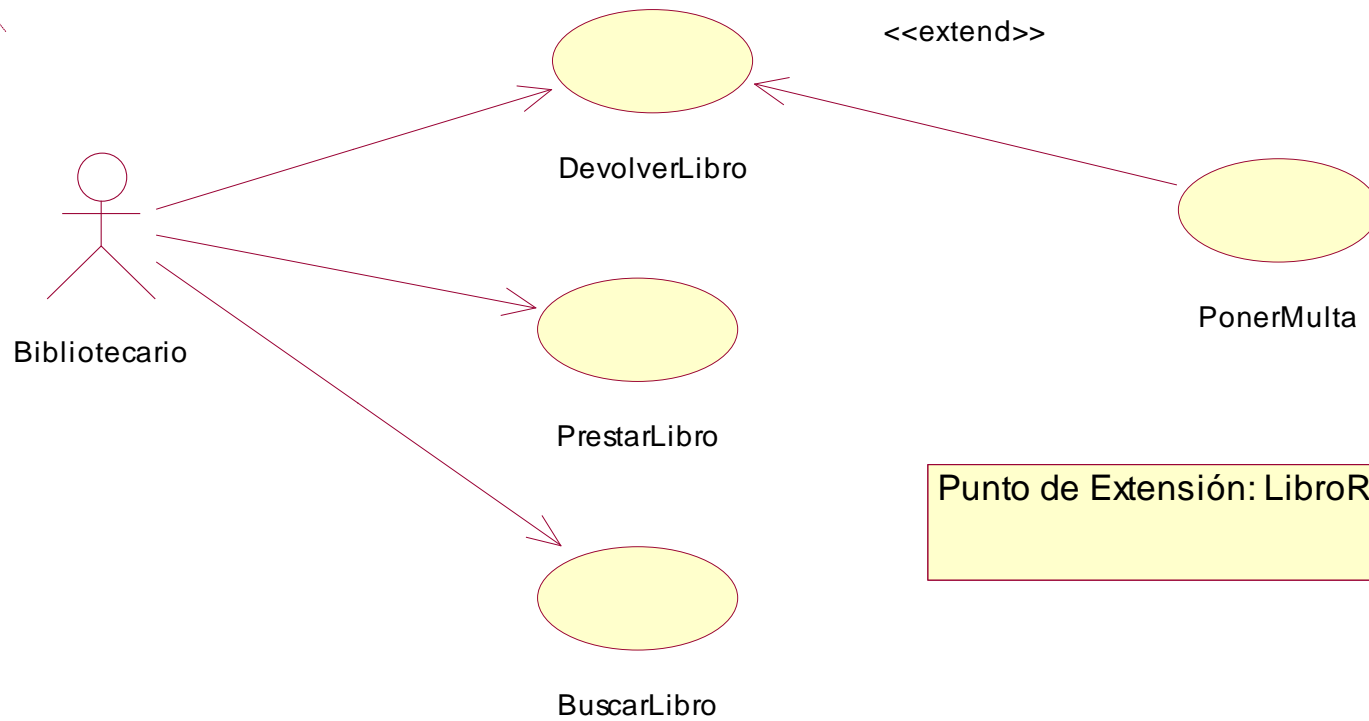 <<extend>>
DevolverLibro
PonerMulta
Bibliotecario
PrestarLibro
Punto de Extensión: LibroR
BuscarLibro